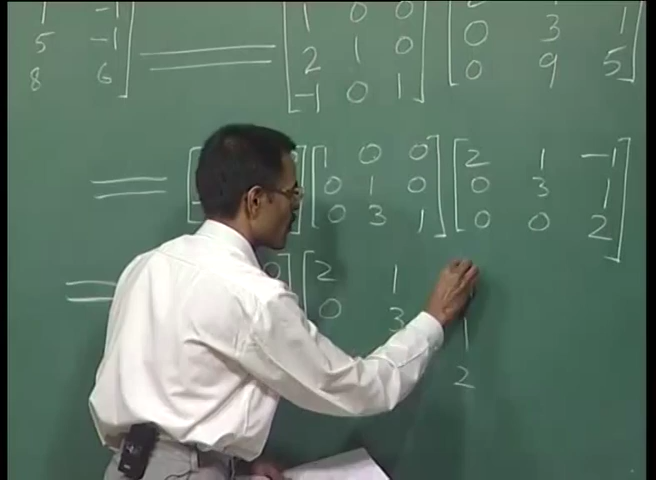 1 -1 1 0 0 0 3 1
5 -1 = 2 1 0 0 9 5
8 6 -1 0 1
= 1 0 0 2 1 -1
0 1 0 0 3 1
0 3 1 0 0 2
= 0 2 1
0 3 1
2